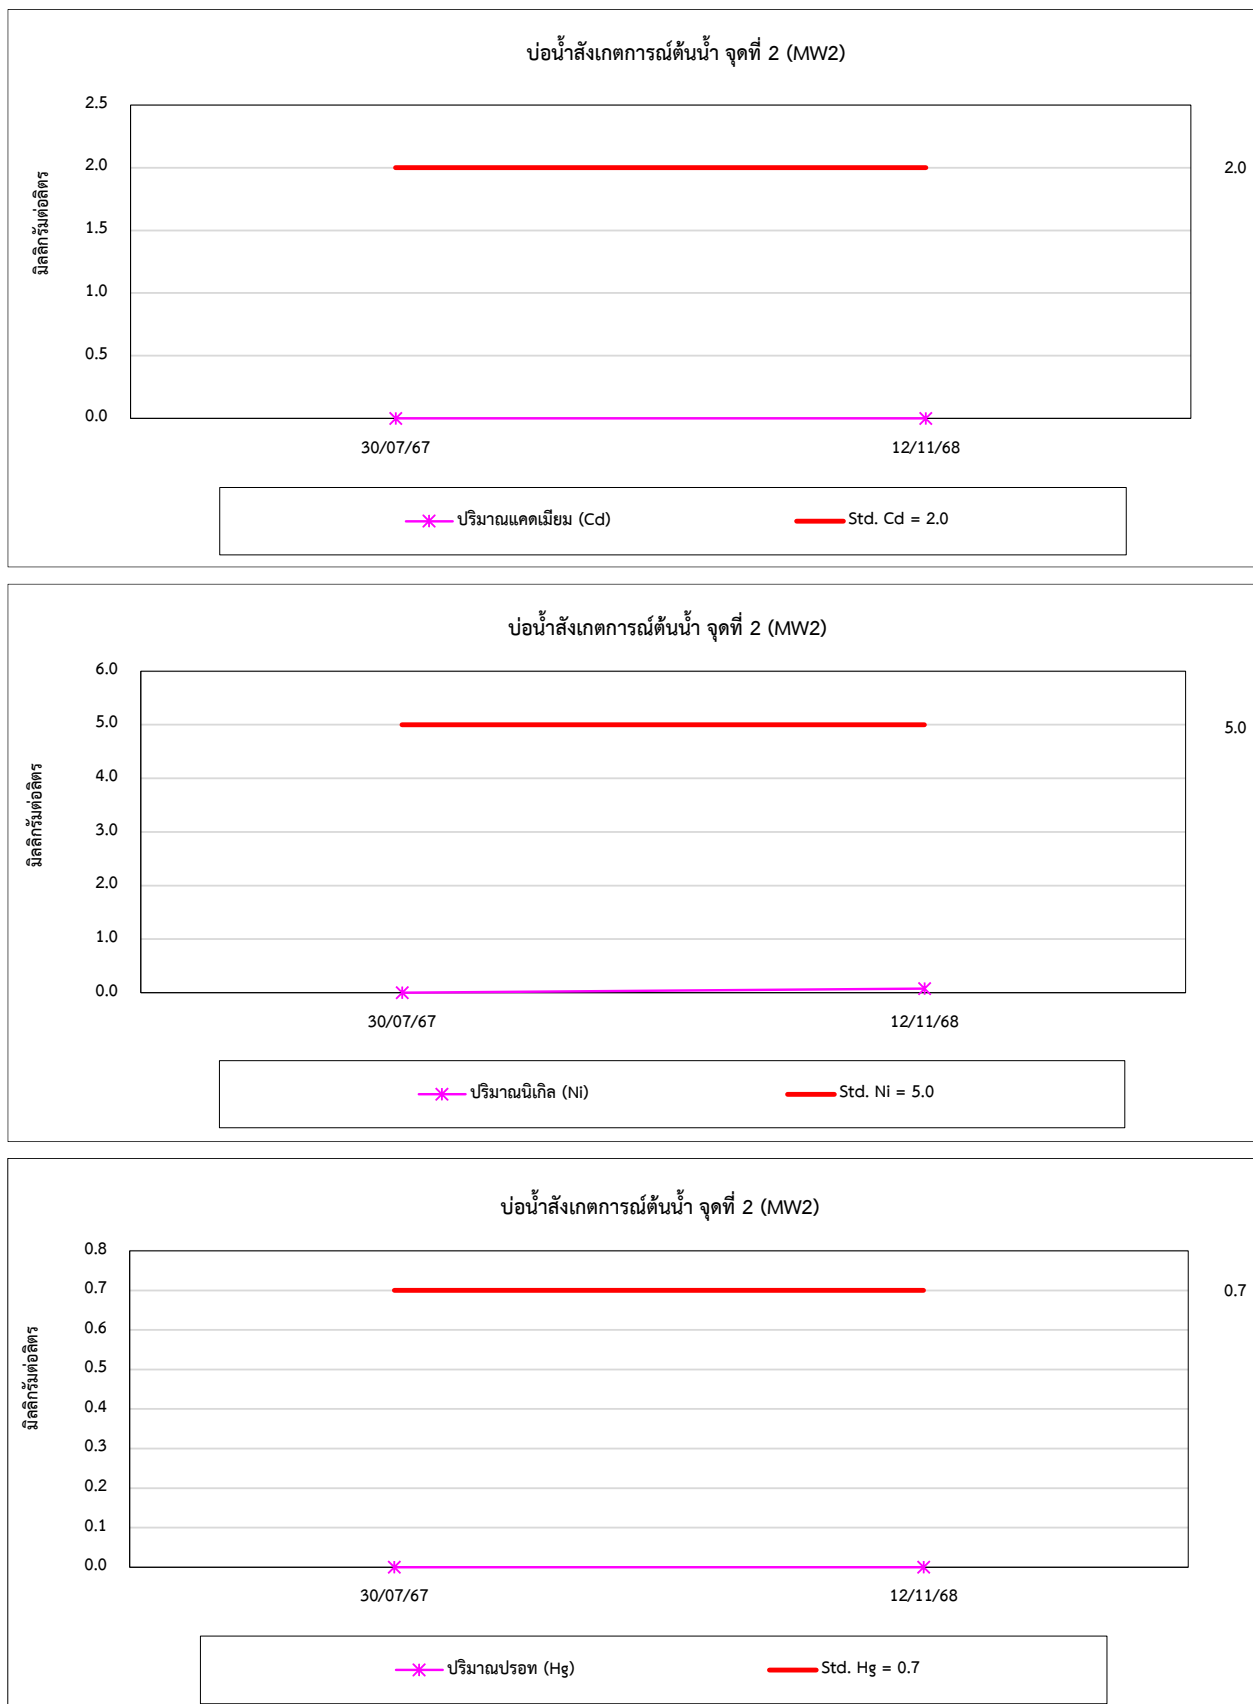 บ่อน้ำสังเกตการณ์ต้นน้ำ จุดที่ 2 (MW2)
2.5
2.0
2.0
มิลลิกรัมต่อลิตร
1.5
1.0
0.5
0.0
30/07/67
12/11/68
ปริมาณแคดเมียม (Cd)
Std. Cd = 2.0
บ่อน้ำสังเกตการณ์ต้นน้ำ จุดที่ 2 (MW2)
6.0
5.0
5.0
4.0
มิลลิกรัมต่อลิตร
3.0
2.0
1.0
0.0
30/07/67
12/11/68
ปริมาณนิเกิล (Ni)
Std. Ni = 5.0
บ่อน้ำสังเกตการณ์ต้นน้ำ จุดที่ 2 (MW2)
0.8
0.7
0.7
0.6
มิลลิกรัมต่อลิตร
0.5
0.4
0.3
0.2
0.1
0.0
30/07/67
12/11/68
ปริมาณปรอท (Hg)
Std. Hg = 0.7